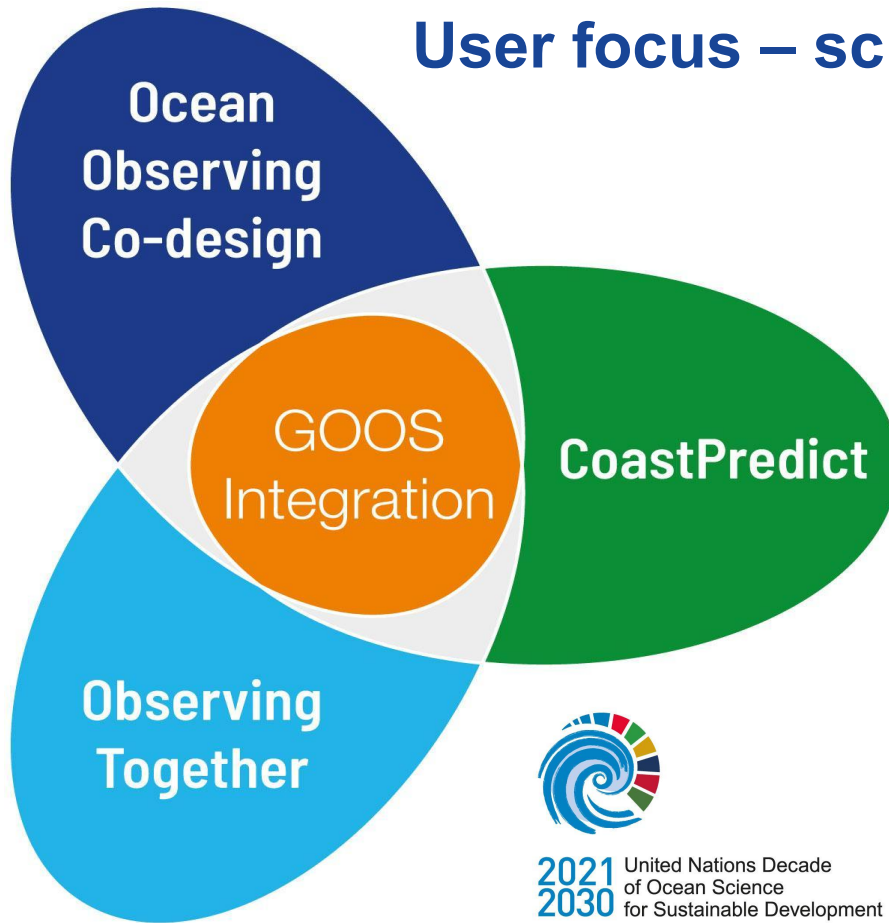 User focus – sc
Ocean
Observing
Co-design
GOOS
Integration
CoastPredict
Observing
Together
2021
2030
United Nations Decade
of Ocean Science
for Sustainable Development